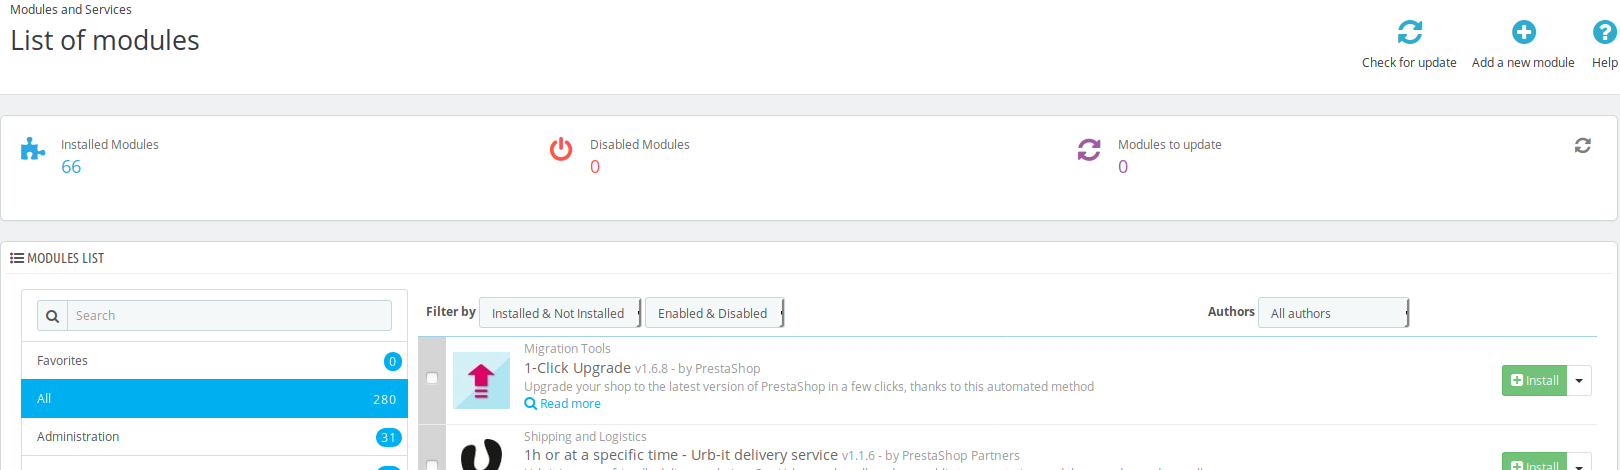 Modules and Services
List of modules
Check for update
Add a new module
Help
Installed Modules
66
Disabled Modules
0
Modules to update
0
MODULES LIST
Search
Filter by
Installed & Not Installed
Enabled & Disabled
Authors
All authors
Favorites
0
All
280
Administration
31
Migration Tools
1-Click Upgrade v1.6.8 - by PrestaShop
Upgrade your shop to the latest version of PrestaShop in a few clicks, thanks to this automated method
Read more
Install
Shipping and Logistics
1h or at a specific time - Urb-it delivery service v1.1.6 - by PrestaShop Partners
Install